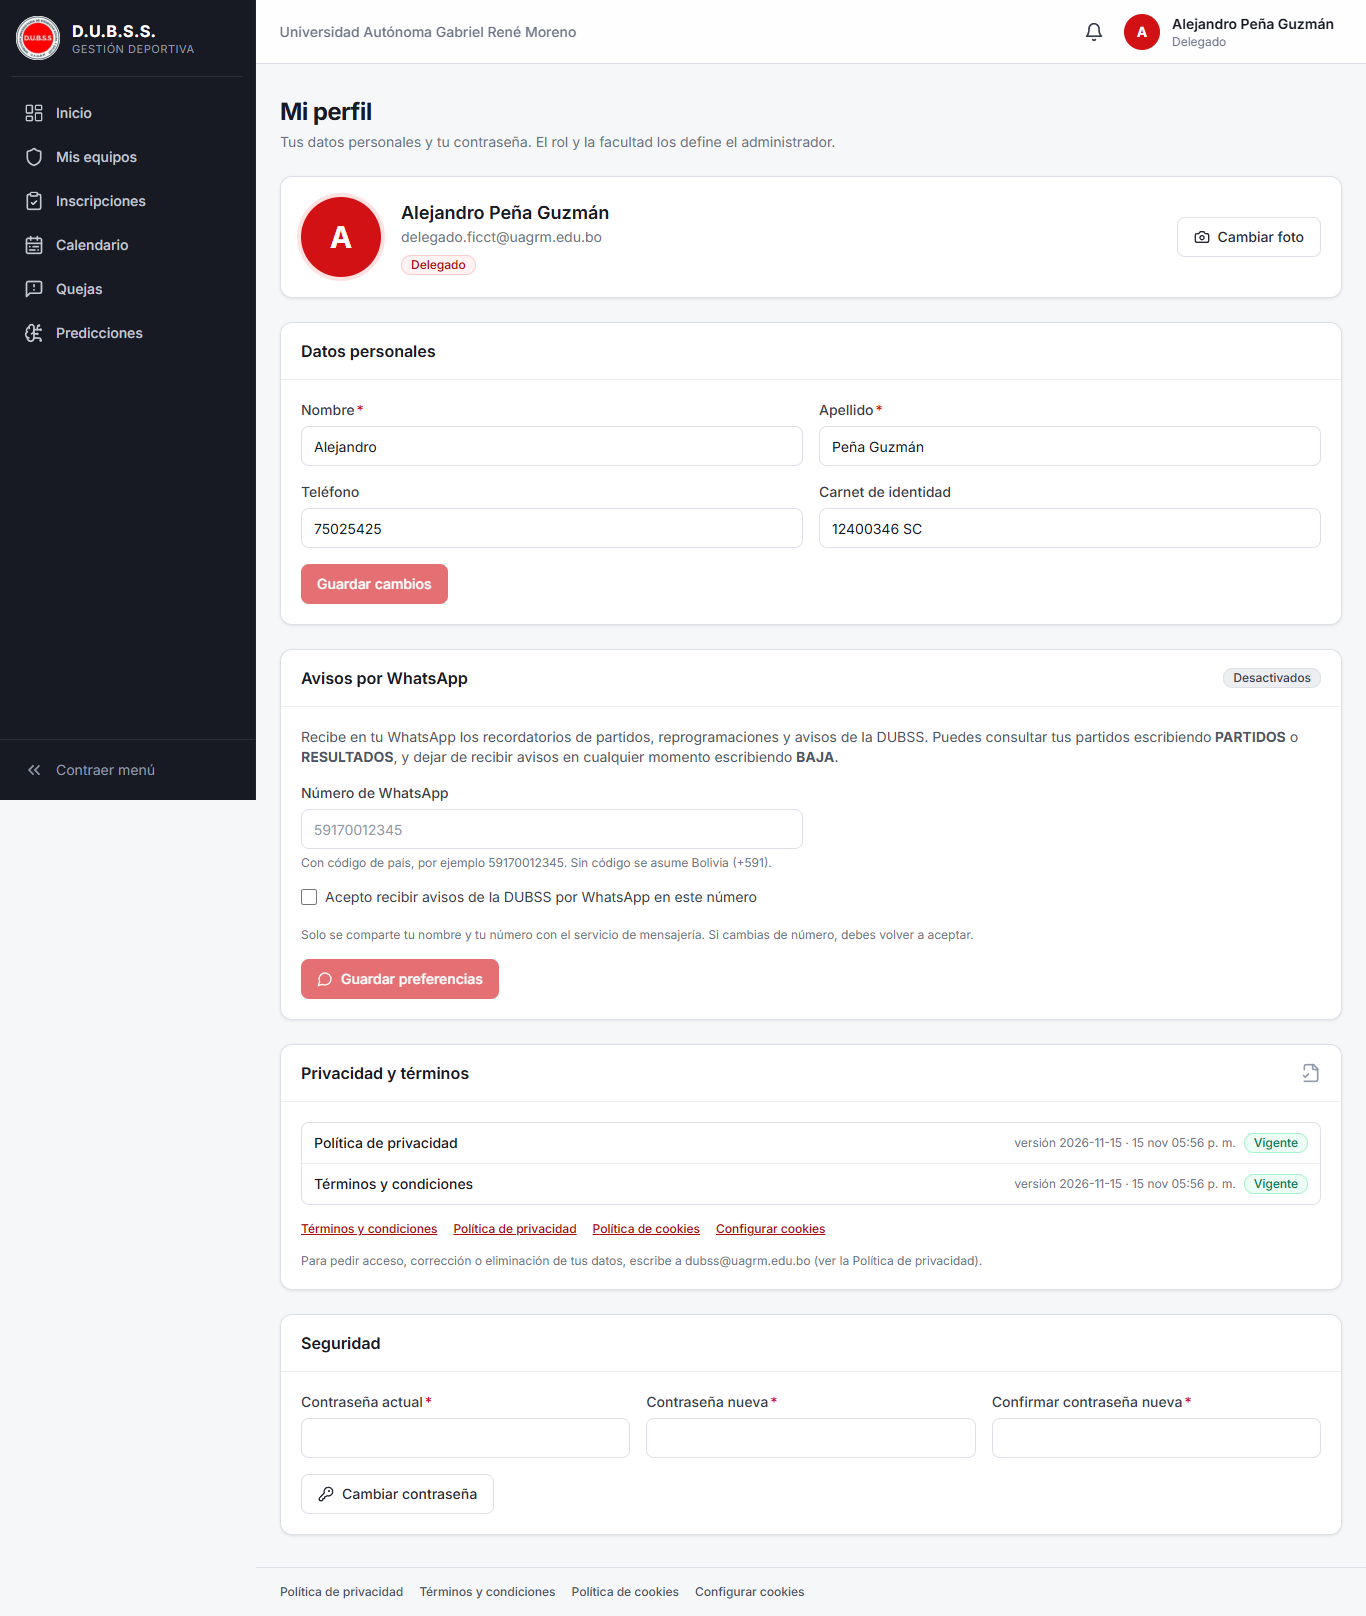 D.U.B.S.S.
D.U.B.S.S.
GESTIÓN DEPORTIVA
Inicio
Mis equipos
Inscripciones
Calendario
Quejas
Predicciones
Contraer menú
Universidad Autónoma Gabriel René Moreno
A
Alejandro Peña Guzmán
Delegado
Mi perfil
Tus datos personales y tu contraseña. El rol y la facultad los define el administrador.
A
Alejandro Peña Guzmán
delegado.ficct@uagrm.edu.bo
Delegado
Cambiar foto
Datos personales
Nombre*
Apellido*
Alejandro
Peña Guzmán
Teléfono
Carnet de identidad
75025425
12400346 SC
Guardar cambios
Avisos por WhatsApp
Desactivados
Recibe en tu WhatsApp los recordatorios de partidos, reprogramaciones y avisos de la DUBSS. Puedes consultar tus partidos escribiendo PARTIDOS o
RESULTADOS, y dejar de recibir avisos en cualquier momento escribiendo BAJA.
Número de WhatsApp
59170012345
Con código de país, por ejemplo 59170012345. Sin código se asume Bolivia (+591).
Acepto recibir avisos de la DUBSS por WhatsApp en este número
Solo se comparte tu nombre y tu número con el servicio de mensajería. Si cambias de número, debes volver a aceptar.
Guardar preferencias
Privacidad y términos
Política de privacidad
versión 2026-11-15 · 15 nov 05:56 p. m.
Vigente
Términos y condiciones
versión 2026-11-15 · 15 nov 05:56 p. m.
Vigente
Términos y condiciones
Política de privacidad
Política de cookies
Configurar cookies
Para pedir acceso, corrección o eliminación de tus datos, escribe a dubss@uagrm.edu.bo (ver la Política de privacidad).
Seguridad
Contraseña actual*
Contraseña nueva*
Confirmar contraseña nueva*
Cambiar contraseña
Política de privacidad
Términos y condiciones
Política de cookies
Configurar cookies